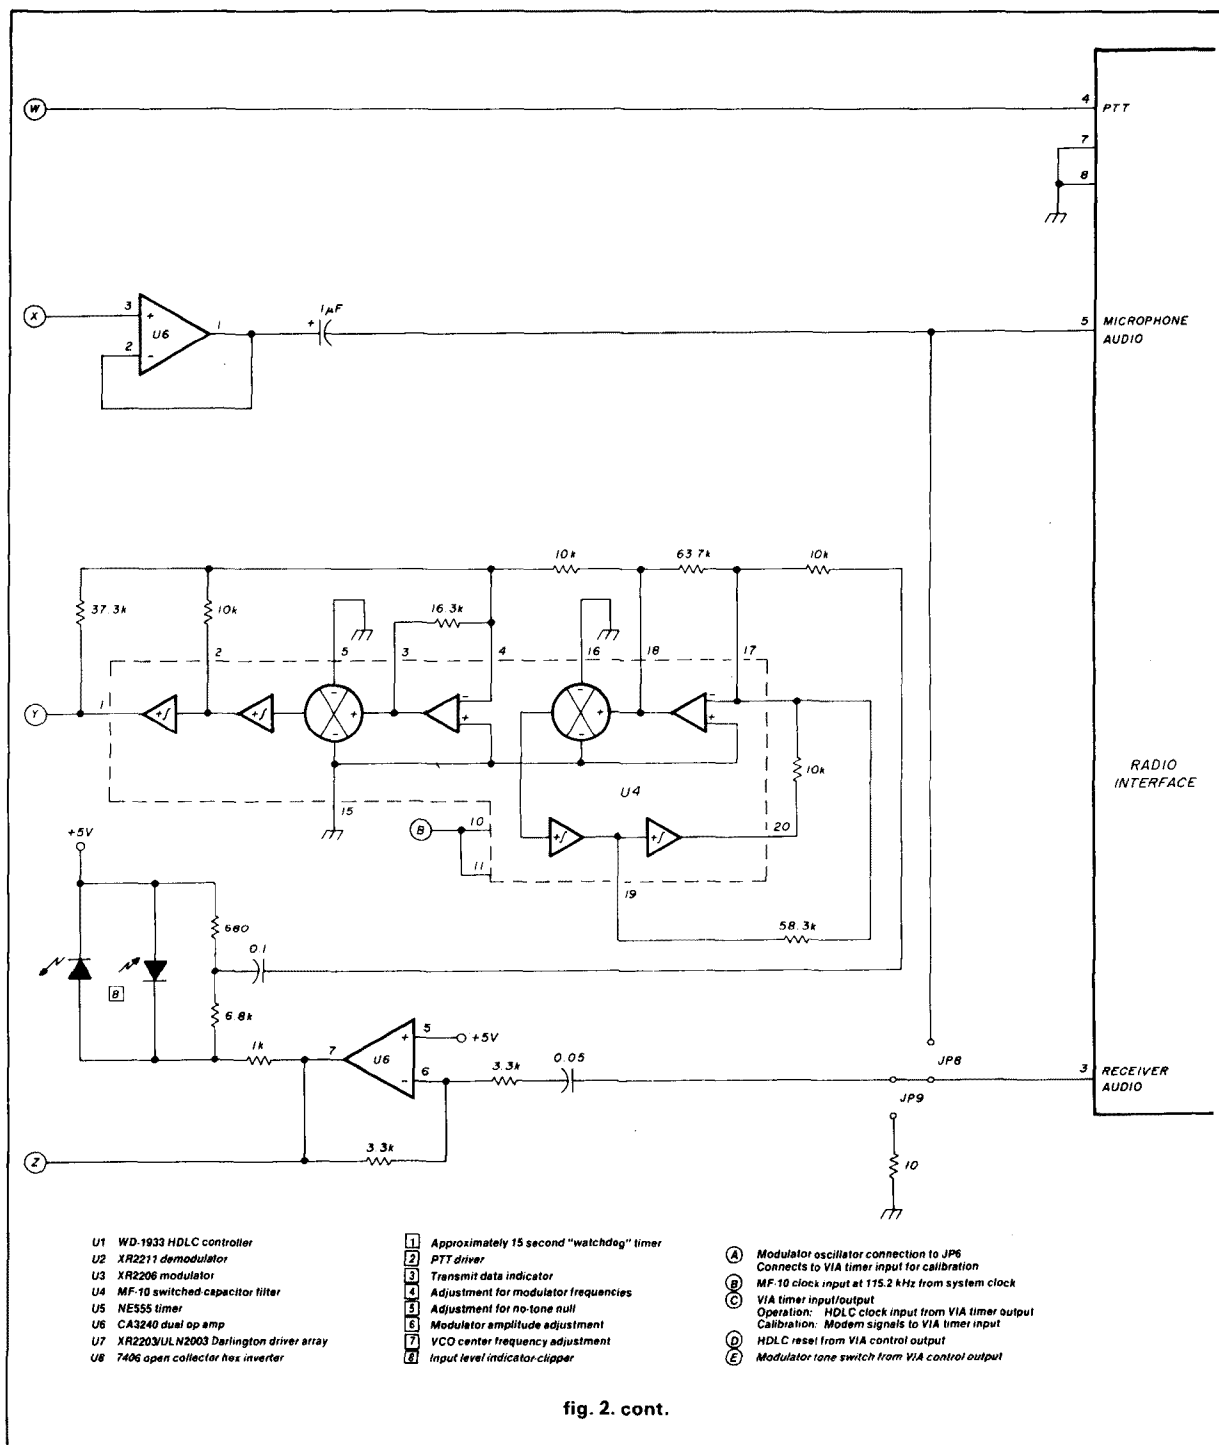 W
4
PTT
7
8
X
3
+
U6
1
2
-
+
1µF
5
MICROPHONE
AUDIO
10k
63.7k
10k
37.3k
10k
16.3k
2
5
3
4
16
18
17
Y
1
+∫
+∫
-
+
-
-
+
-
+
-
-
+
10k
15
U4
RADIO
INTERFACE
B
10
11
+∫
+∫
20
19
+5V
680
0.1
58.3k
8
6.8k
1k
7
U6
+
5
+5V
-
6
3.3k
0.05
JP8
JP9
3
RECEIVER
AUDIO
Z
3.3k
10
U1 WD-1933 HDLC controller
U2 XR2211 demodulator
U3 XR2206 modulator
U4 MF-10 switched-capacitor filter
U5 NE555 timer
U6 CA3240 dual op amp
U7 XR2203/ULN2003 Darlington driver array
U8 7406 open collector hex inverter
1 Approximately 15 second "watchdog" timer
2 PTT driver
3 Transmit data indicator
4 Adjustment for modulator frequencies
5 Adjustment for no-tone null
6 Modulator amplitude adjustment
7 VCO center frequency adjustment
8 Input level indicator-clipper
A Modulator oscillator connection to JP6
Connects to VIA timer input for calibration
B MF-10 clock input at 115.2 kHz from system clock
C VIA timer input/output
Operation: HDLC clock input from VIA timer output
Calibration: Modem signals to VIA timer input
D HDLC reset from VIA control output
E Modulator tone switch from VIA control output
fig. 2. cont.